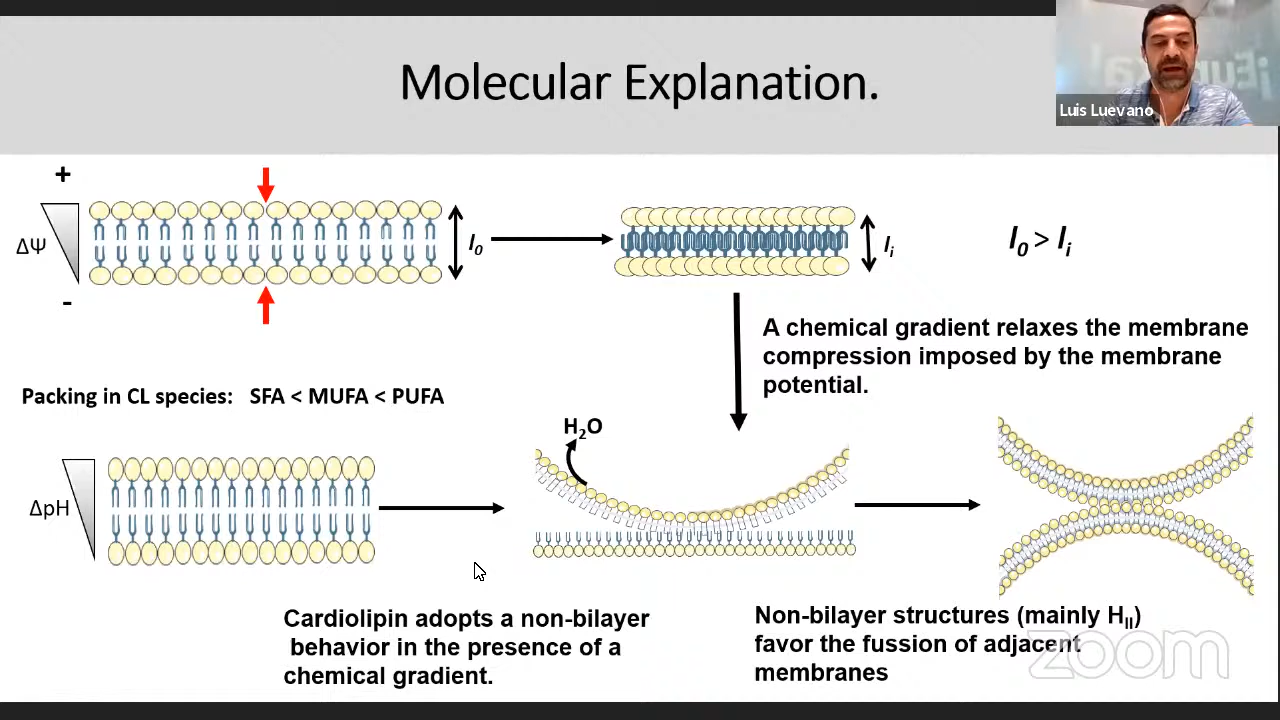 Molecular Explanation.
Luis Luevano
+
ΔΨ
-
l0
li
l0 > li
A chemical gradient relaxes the membrane
compression imposed by the membrane
potential.
Packing in CL species: SFA < MUFA < PUFA
H2O
ΔpH
Cardiolipin adopts a non-bilayer
behavior in the presence of a
chemical gradient.
Non-bilayer structures (mainly HII)
favor the fussion of adjacent
membranes
zoom